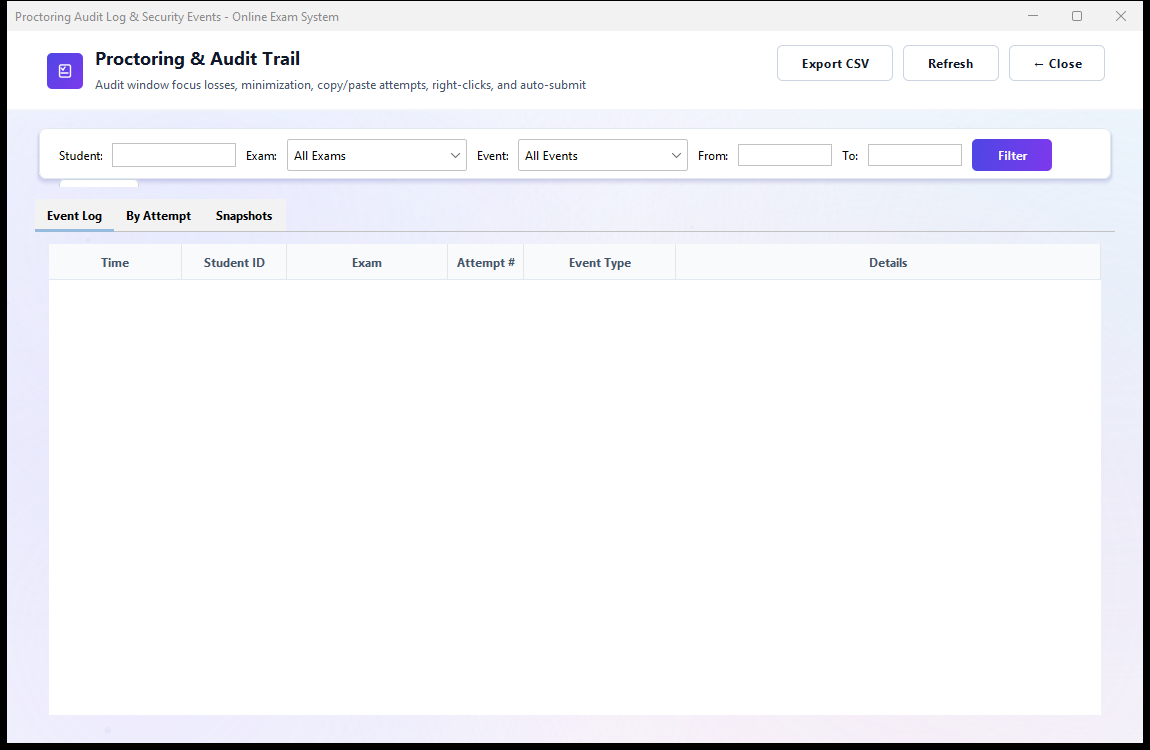 Proctoring Audit Log & Security Events - Online Exam System
Proctoring & Audit Trail
Audit window focus losses, minimization, copy/paste attempts, right-clicks, and auto-submit
Export CSV
Refresh
← Close
Student:
Exam: All Exams
Event: All Events
From:
To:
Filter
Event Log
By Attempt
Snapshots
Time
Student ID
Exam
Attempt #
Event Type
Details